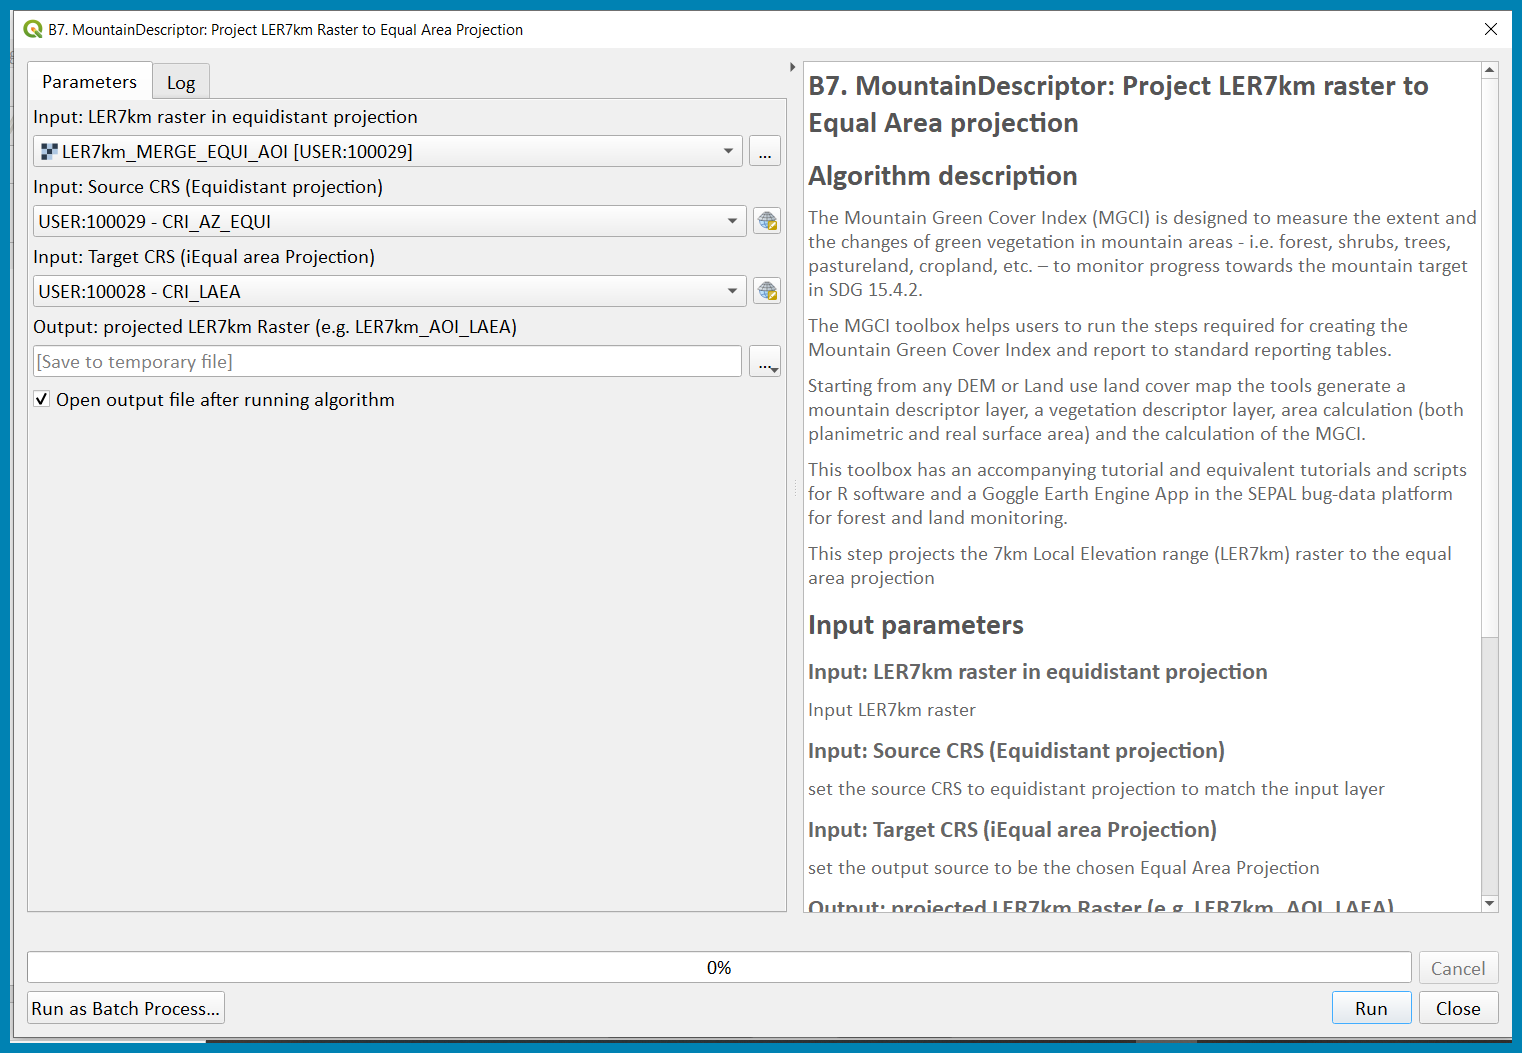 B7. MountainDescriptor: Project LER7km Raster to Equal Area Projection
Parameters
Log
Input: LER7km raster in equidistant projection
LER7km_MERGE_EQUI_AOI [USER:100029]
...
Input: Source CRS (Equidistant projection)
USER:100029 - CRI_AZ_EQUI
Input: Target CRS (iEqual area Projection)
USER:100028 - CRI_LAEA
Output: projected LER7km Raster (e.g. LER7km_AOI_LAEA)
[Save to temporary file]
...
Open output file after running algorithm
B7. MountainDescriptor: Project LER7km raster to
Equal Area projection
Algorithm description
The Mountain Green Cover Index (MGCI) is designed to measure the extent and
the changes of green vegetation in mountain areas - i.e. forest, shrubs, trees,
pastureland, cropland, etc. – to monitor progress towards the mountain target
in SDG 15.4.2.
The MGCI toolbox helps users to run the steps required for creating the
Mountain Green Cover Index and report to standard reporting tables.
Starting from any DEM or Land use land cover map the tools generate a
mountain descriptor layer, a vegetation descriptor layer, area calculation (both
planimetric and real surface area) and the calculation of the MGCI.
This toolbox has an accompanying tutorial and equivalent tutorials and scripts
for R software and a Goggle Earth Engine App in the SEPAL bug-data platform
for forest and land monitoring.
This step projects the 7km Local Elevation range (LER7km) raster to the equal
area projection
Input parameters
Input: LER7km raster in equidistant projection
Input LER7km raster
Input: Source CRS (Equidistant projection)
set the source CRS to equidistant projection to match the input layer
Input: Target CRS (iEqual area Projection)
set the output source to be the chosen Equal Area Projection
Output: projected LER7km Raster (e.g. LER7km_AOI_LAEA)
0%
Cancel
Run as Batch Process...
Run
Close